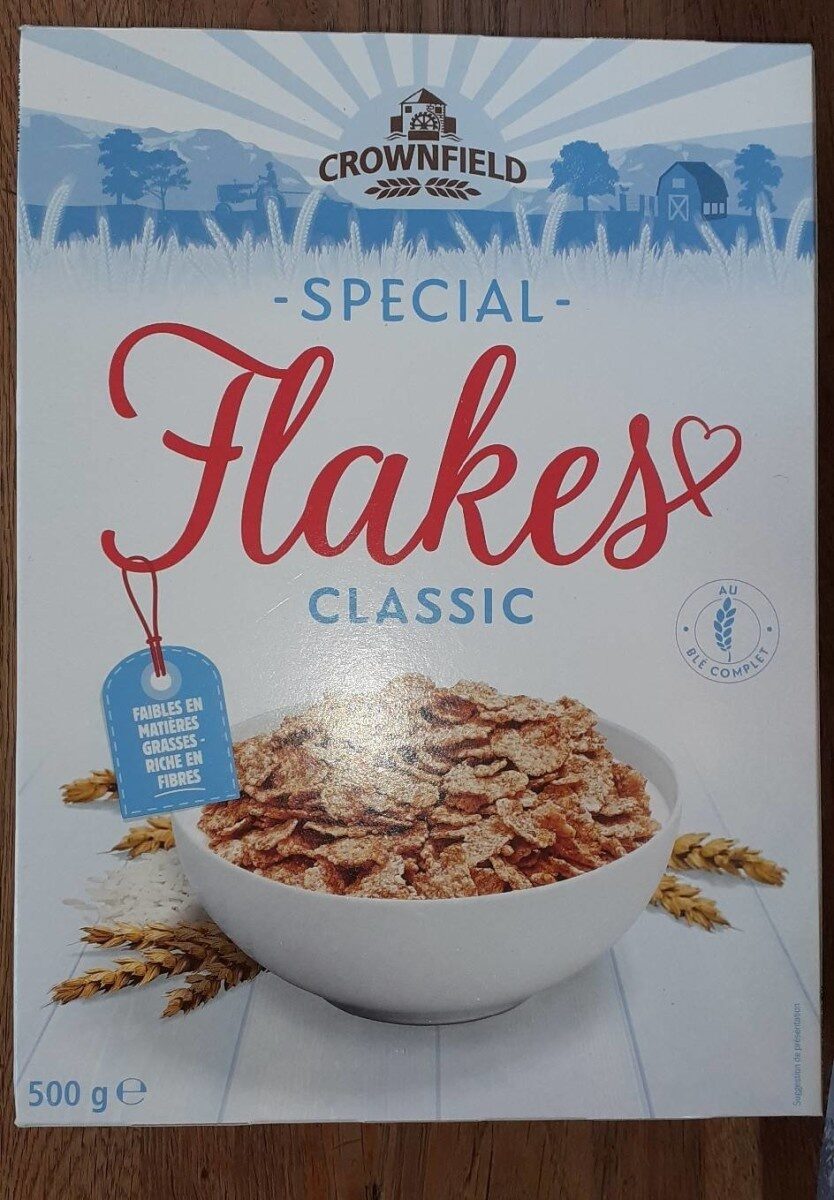 CROWNFIELD
-SPECIAL-
Flakes
CLASSIC
AU
BLÉ COMPLET
FAIBLES EN
MATIÈRES
GRASSES -
RICHE EN
FIBRES
500 g e
Suggestion de présentation